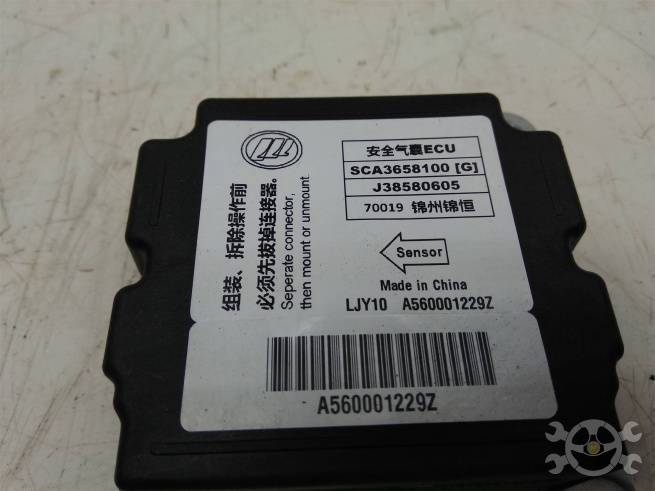 安全气囊ECU
SCA3658100 [G]
J38580605
70019 锦州锦恒
Sensor
Made in China
LJY10 A560001229Z
组装、拆除操作前
必须先拔掉连接器。
Seperate connector,
then mount or unmount
A560001229Z